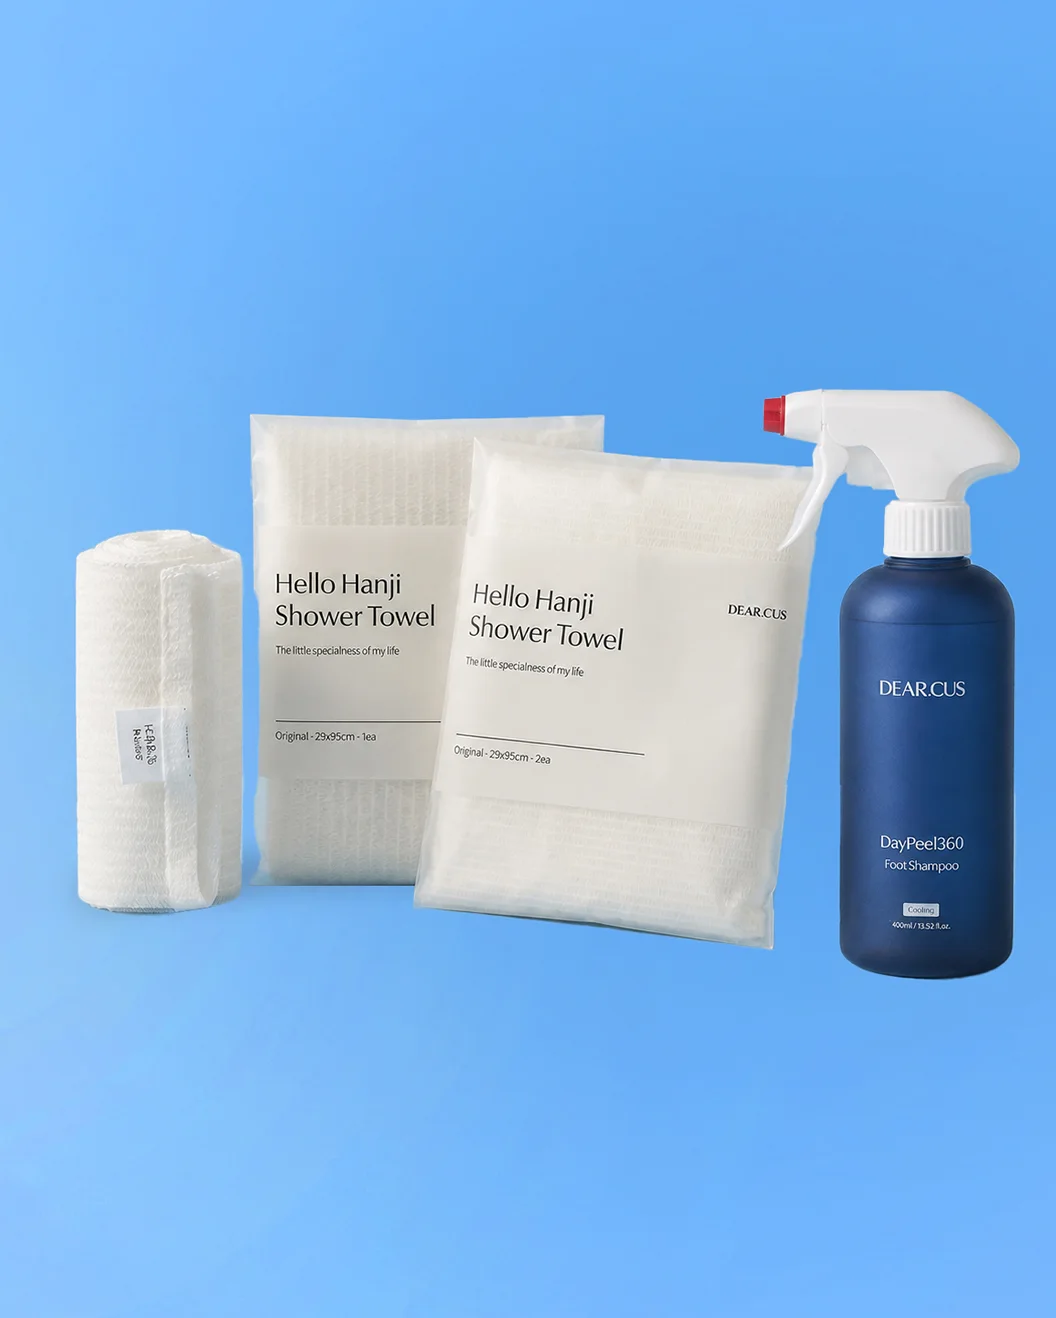 Hello Hanji
Shower Towel
The little specialness of my life
Original - 29x95cm - 1ea
Hello Hanji
Shower Towel
The little specialness of my life
DEAR.CUS
Original - 29x95cm - 2ea
DEAR.CUS
DayPeel360
Foot Shampoo
Cooling
400ml / 13.52 fl.oz.